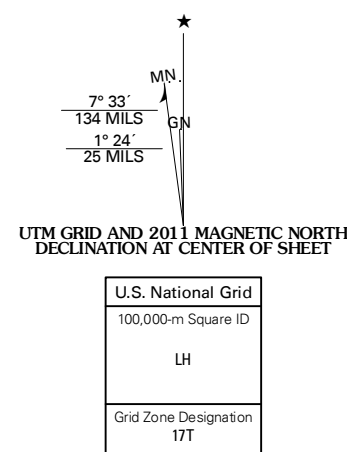 ★
MN
7° 33´
134 MILS
GN
1° 24´
25 MILS
UTM GRID AND 2011 MAGNETIC NORTH
DECLINATION AT CENTER OF SHEET
U.S. National Grid
100,000-m Square ID
LH
Grid Zone Designation
17T